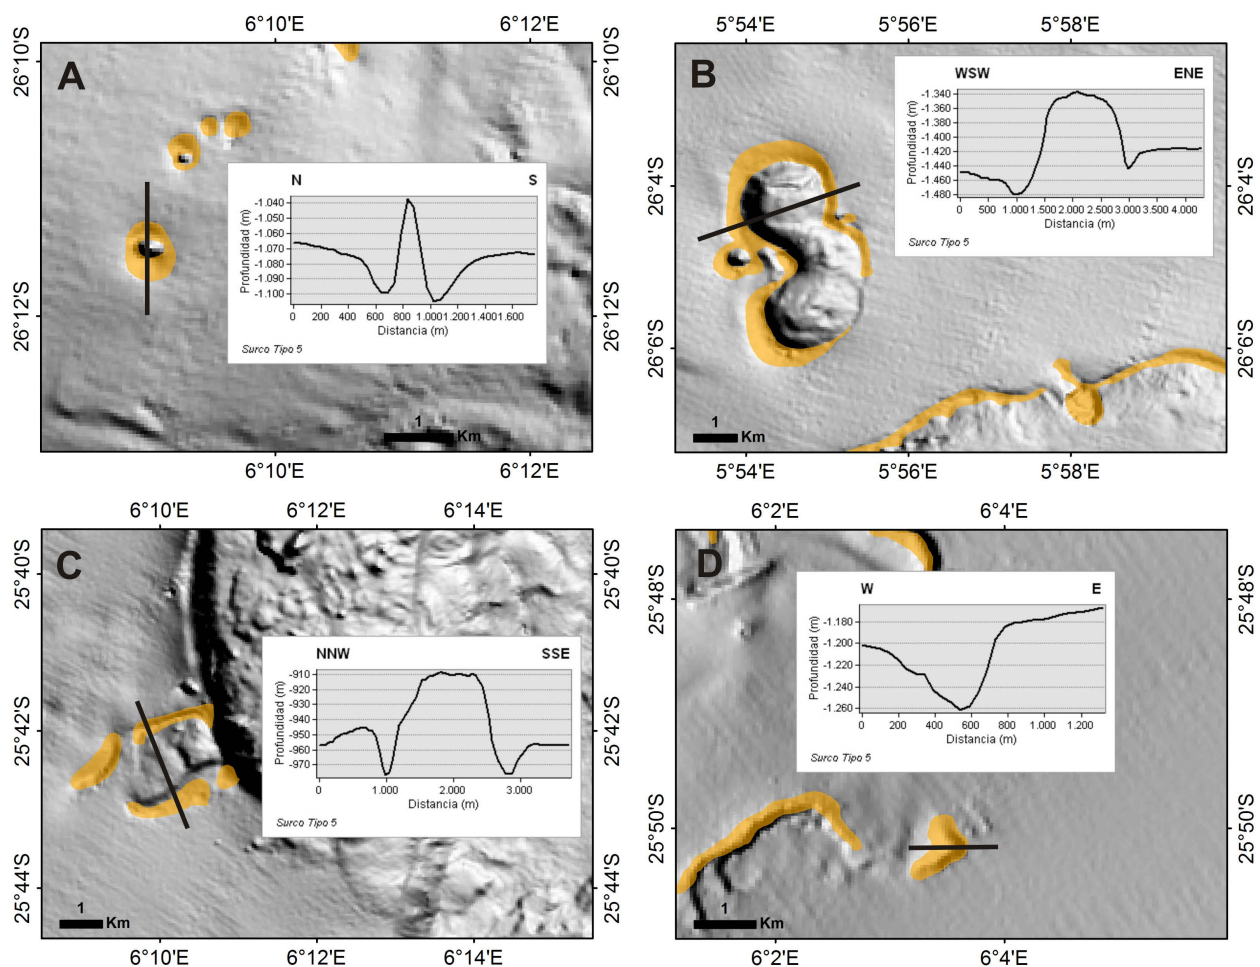 6°10'E 6°12'E
26°10'S
A
26°10'S
N S
Profundidad (m)
-1.040
-1.050
-1.060
-1.070
-1.080
-1.090
-1.100
0 200 400 600 800 1.000 1.200 1.400 1.600
Distancia (m)
Surco Tipo 5
26°12'S
26°12'S
1 Km
6°10'E 6°12'E
5°54'E 5°56'E 5°58'E
B
WSW ENE
Profundidad (m)
-1.340
-1.360
-1.380
-1.400
-1.420
-1.440
-1.460
-1.480
0 500 1.000 1.500 2.000 2.500 3.000 3.500 4.000
Distancia (m)
Surco Tipo 5
26°4'S
26°4'S
26°6'S
26°6'S
1 Km
5°54'E 5°56'E 5°58'E
6°10'E 6°12'E 6°14'E
25°40'S
C
25°40'S
NNW SSE
Profundidad (m)
-910
-920
-930
-940
-950
-960
-970
0 1.000 2.000 3.000
Distancia (m)
Surco Tipo 5
25°42'S
25°42'S
25°44'S
25°44'S
1 Km
6°10'E 6°12'E 6°14'E
6°2'E 6°4'E
D
25°48'S
25°48'S
W E
Profundidad (m)
-1.180
-1.200
-1.220
-1.240
-1.260
0 200 400 600 800 1.000 1.200
Distancia (m)
Surco Tipo 5
25°50'S
25°50'S
1 Km
6°2'E 6°4'E